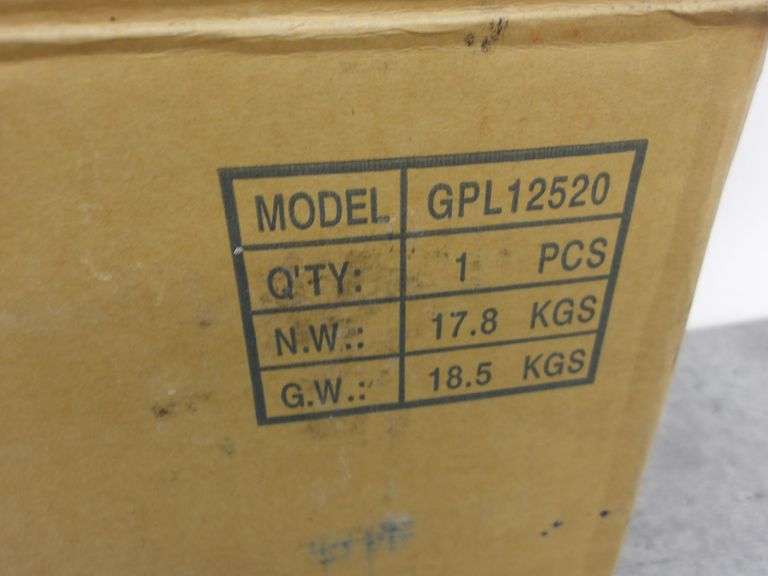 MODEL GPL12520
Q'TY: 1 PCS
N.W.: 17.8 KGS
G.W.: 18.5 KGS